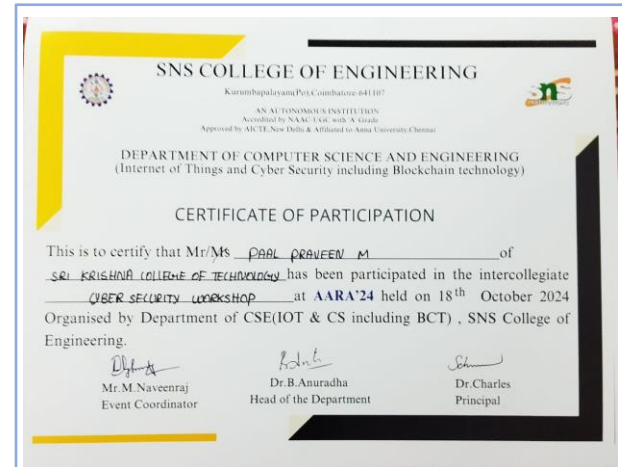 SNS COLLEGE OF ENGINEERING
Kurumbapalayam(Po),Coimbatore-641107
AN AUTONOMOUS INSTITUTION
Accredited by NAAC-UGC with 'A' Grade
Approved by AICTE,New Delhi & Affiliated to Anna University,Chennai
sns
DEPARTMENT OF COMPUTER SCIENCE AND ENGINEERING
(Internet of Things and Cyber Security including Blockchain technology)
CERTIFICATE OF PARTICIPATION
This is to certify that Mr/Ms PAAL PRAVEEN M of
SRI KRISHNA COLLEGE OF TECHNOLOGY has been participated in the intercollegiate
CYBER SECURITY WORKSHOP at AARA'24 held on 18th October 2024
Organised by Department of CSE(IOT & CS including BCT) , SNS College of
Engineering.
Mr.M.Naveenraj Dr.B.Anuradha Dr.Charles
Event Coordinator Head of the Department Principal